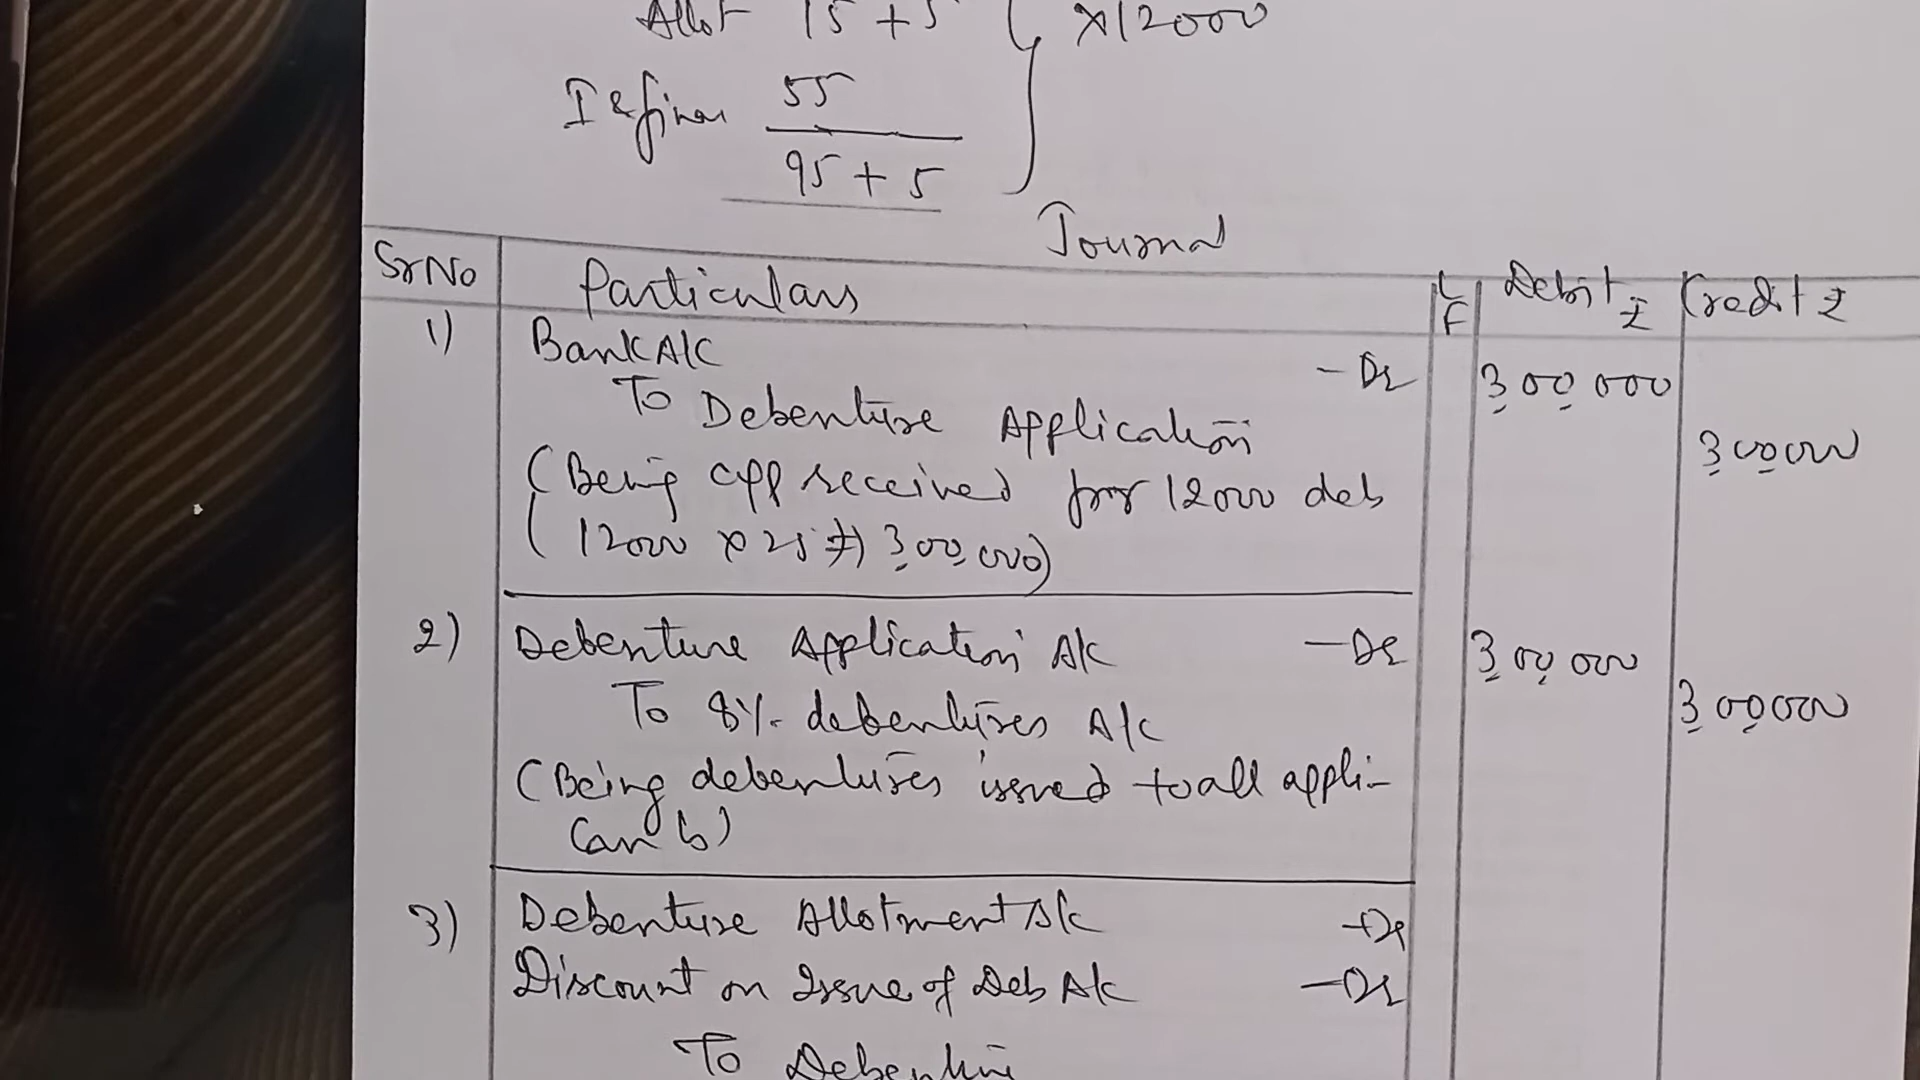 Allot 15 + 5 } x12000
I & final 55
95 + 5
Journal
Sr No Particulars LF Debit ₹ Credit ₹
1) Bank A/c - Dr 3,00,000
To Debenture Application 3,00,000
(Being app received for 12000 deb
(12000 x 25 ⇒ 3,00,000)
2) Debenture Application A/c - Dr 3,00,000
To 8% debentures A/c 3,00,000
(Being debentures issued to all appli-
cants)
3) Debenture Allotment A/c - Dr
Discount on Issue of Deb A/c - Dr
To Debenture